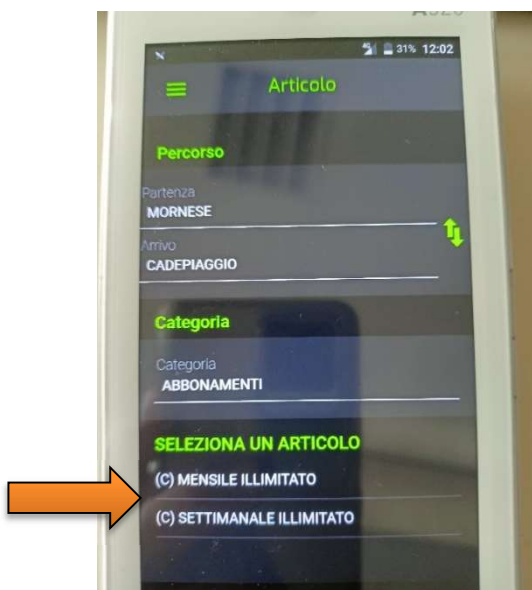 31% 12:02
Articolo
Percorso
Partenza
MORNESE
Arrivo
CADEPIAGGIO
Categoria
Categoria
ABBONAMENTI
SELEZIONA UN ARTICOLO
(C) MENSILE ILLIMITATO
(C) SETTIMANALE ILLIMITATO